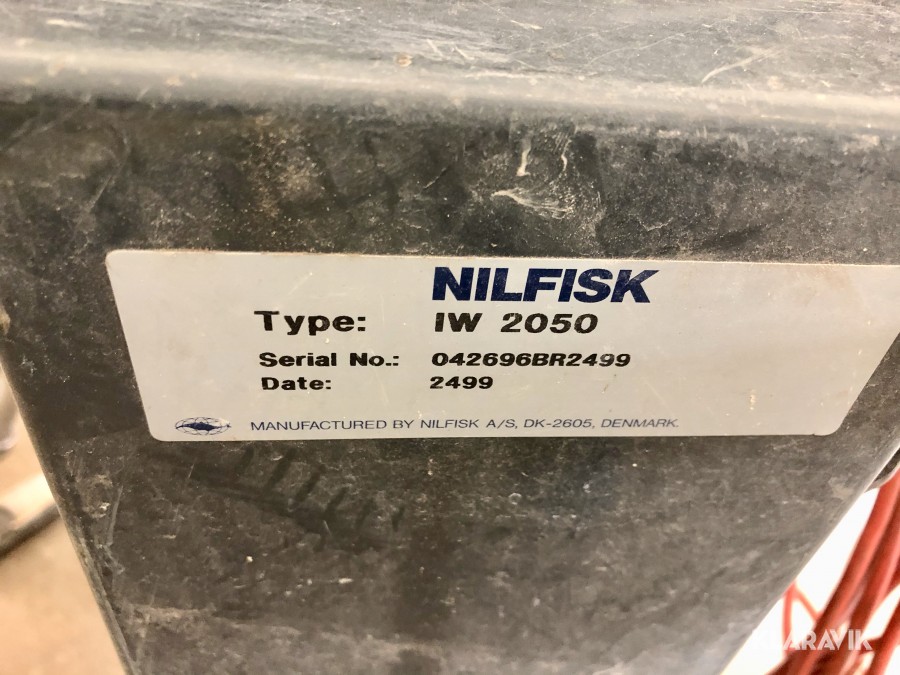 NILFISK
Type: IW 2050
Serial No.: 042696BR2499
Date: 2499
MANUFACTURED BY NILFISK A/S, DK-2605, DENMARK.